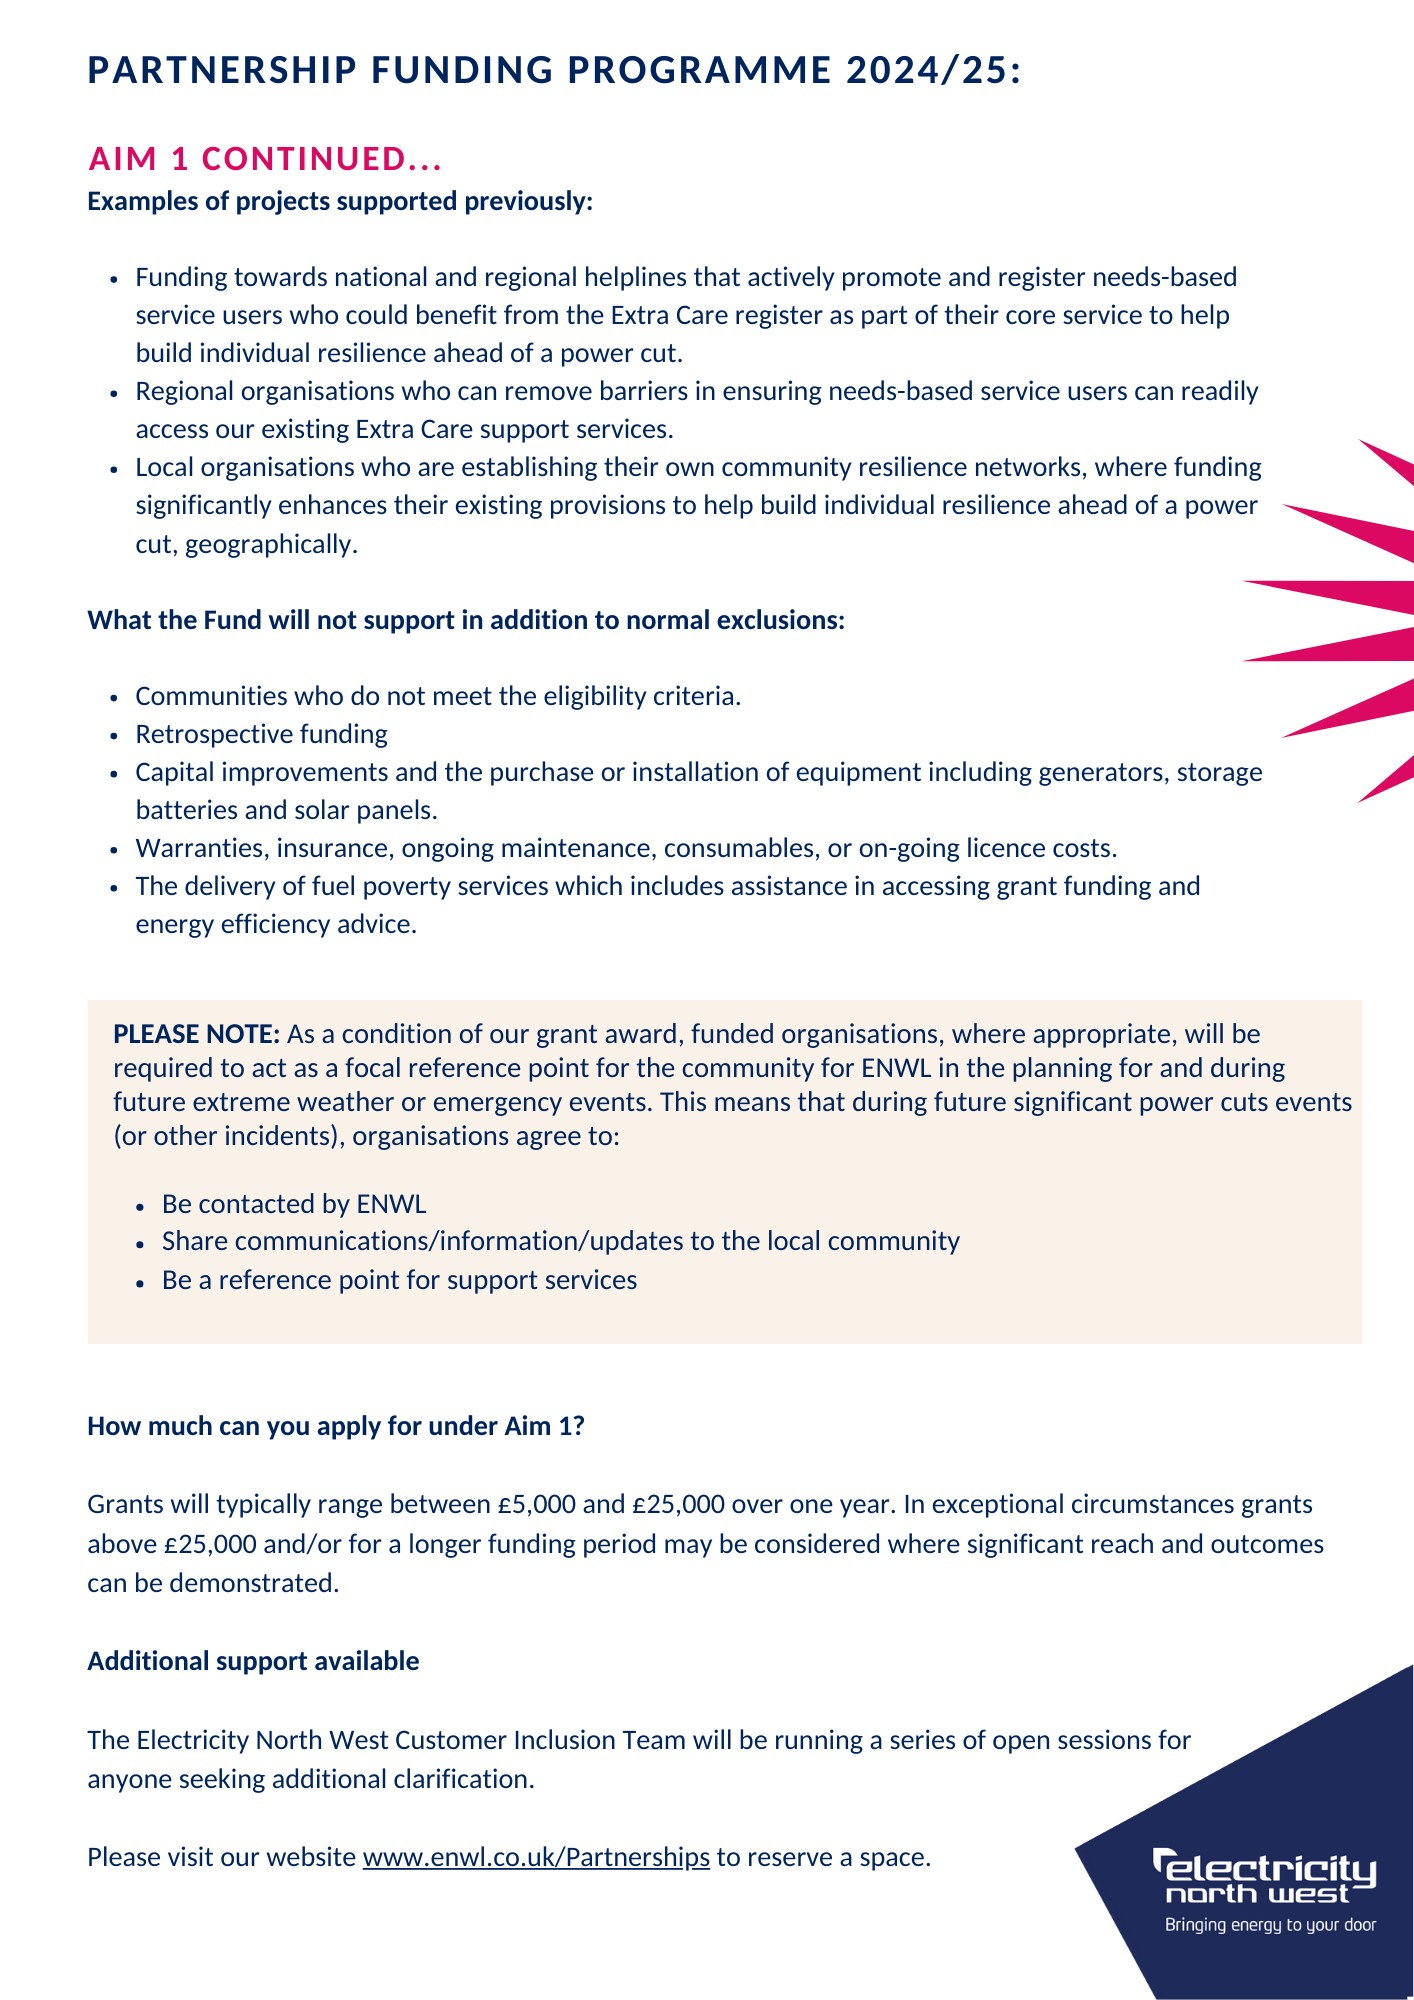 PARTNERSHIP FUNDING PROGRAMME 2024/25:
AIM 1 CONTINUED...
Examples of projects supported previously:
• Funding towards national and regional helplines that actively promote and register needs-based
service users who could benefit from the Extra Care register as part of their core service to help
build individual resilience ahead of a power cut.
• Regional organisations who can remove barriers in ensuring needs-based service users can readily
access our existing Extra Care support services.
• Local organisations who are establishing their own community resilience networks, where funding
significantly enhances their existing provisions to help build individual resilience ahead of a power
cut, geographically.
What the Fund will not support in addition to normal exclusions:
• Communities who do not meet the eligibility criteria.
• Retrospective funding
• Capital improvements and the purchase or installation of equipment including generators, storage
batteries and solar panels.
• Warranties, insurance, ongoing maintenance, consumables, or on-going licence costs.
• The delivery of fuel poverty services which includes assistance in accessing grant funding and
energy efficiency advice.
PLEASE NOTE: As a condition of our grant award, funded organisations, where appropriate, will be
required to act as a focal reference point for the community for ENWL in the planning for and during
future extreme weather or emergency events. This means that during future significant power cuts events
(or other incidents), organisations agree to:
• Be contacted by ENWL
• Share communications/information/updates to the local community
• Be a reference point for support services
How much can you apply for under Aim 1?
Grants will typically range between £5,000 and £25,000 over one year. In exceptional circumstances grants
above £25,000 and/or for a longer funding period may be considered where significant reach and outcomes
can be demonstrated.
Additional support available
The Electricity North West Customer Inclusion Team will be running a series of open sessions for
anyone seeking additional clarification.
Please visit our website www.enwl.co.uk/Partnerships to reserve a space.
electricity
north west
Bringing energy to your door